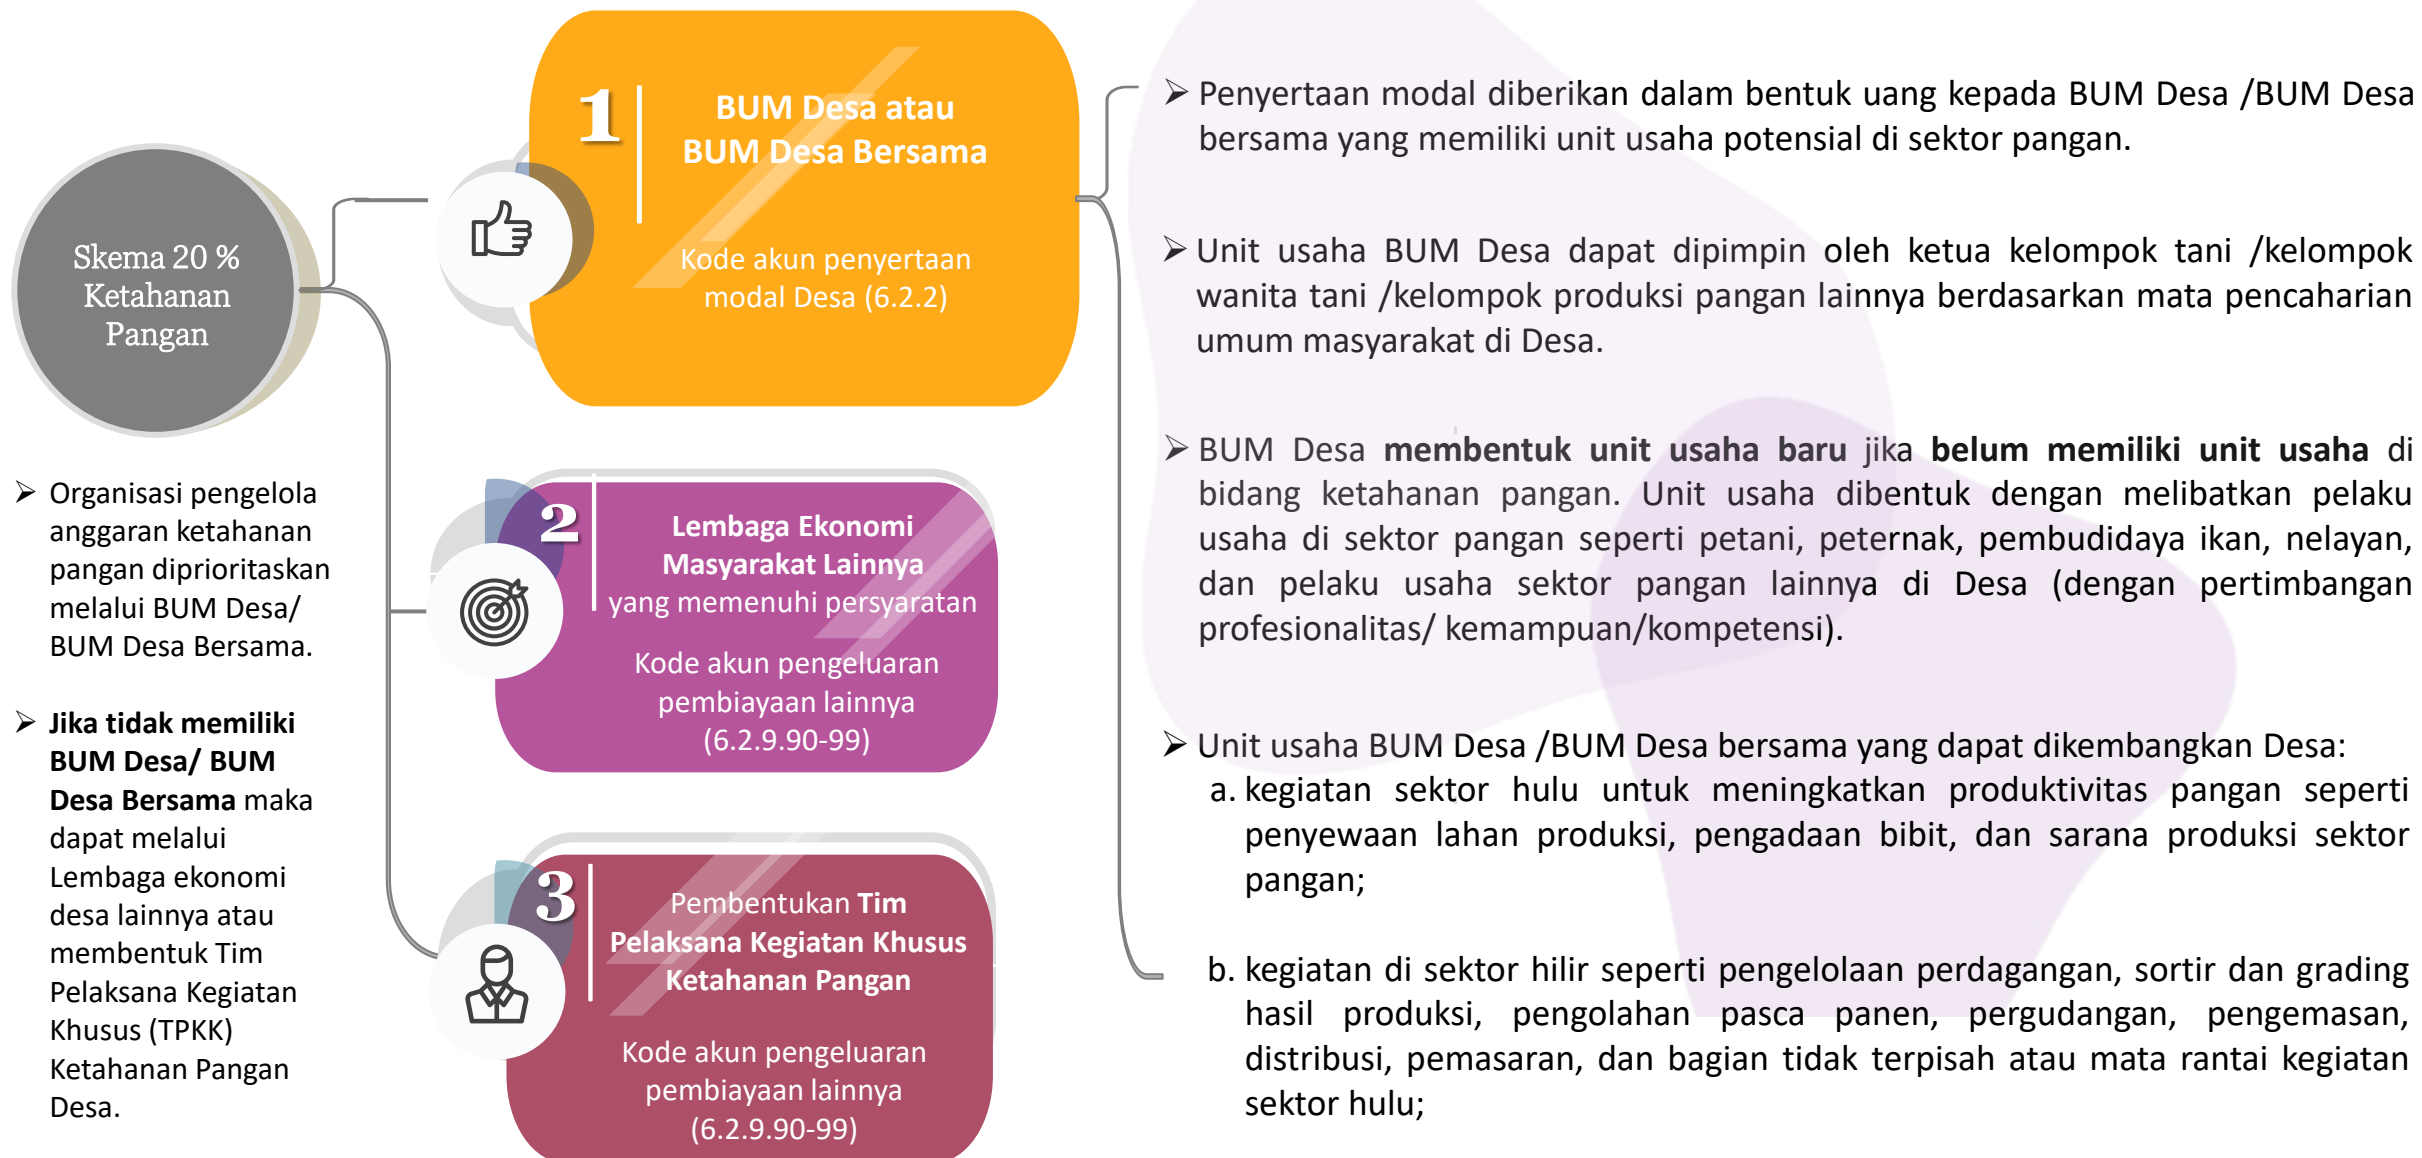 Skema 20 %
Ketahanan
Pangan
➢ Organisasi pengelola
anggaran ketahanan
pangan diprioritaskan
melalui BUM Desa/
BUM Desa Bersama.
➢ Jika tidak memiliki
BUM Desa/ BUM
Desa Bersama maka
dapat melalui
Lembaga ekonomi
desa lainnya atau
membentuk Tim
Pelaksana Kegiatan
Khusus (TPKK)
Ketahanan Pangan
Desa.
1
BUM Desa atau
BUM Desa Bersama
Kode akun penyertaan
modal Desa (6.2.2)
2
Lembaga Ekonomi
Masyarakat Lainnya
yang memenuhi persyaratan
Kode akun pengeluaran
pembiayaan lainnya
(6.2.9.90-99)
3
Pembentukan Tim
Pelaksana Kegiatan Khusus
Ketahanan Pangan
Kode akun pengeluaran
pembiayaan lainnya
(6.2.9.90-99)
➢ Penyertaan modal diberikan dalam bentuk uang kepada BUM Desa /BUM Desa
bersama yang memiliki unit usaha potensial di sektor pangan.
➢ Unit usaha BUM Desa dapat dipimpin oleh ketua kelompok tani /kelompok
wanita tani /kelompok produksi pangan lainnya berdasarkan mata pencaharian
umum masyarakat di Desa.
➢ BUM Desa membentuk unit usaha baru jika belum memiliki unit usaha di
bidang ketahanan pangan. Unit usaha dibentuk dengan melibatkan pelaku
usaha di sektor pangan seperti petani, peternak, pembudidaya ikan, nelayan,
dan pelaku usaha sektor pangan lainnya di Desa (dengan pertimbangan
profesionalitas/ kemampuan/kompetensi).
➢ Unit usaha BUM Desa /BUM Desa bersama yang dapat dikembangkan Desa:
a. kegiatan sektor hulu untuk meningkatkan produktivitas pangan seperti
penyewaan lahan produksi, pengadaan bibit, dan sarana produksi sektor
pangan;
b. kegiatan di sektor hilir seperti pengelolaan perdagangan, sortir dan grading
hasil produksi, pengolahan pasca panen, pergudangan, pengemasan,
distribusi, pemasaran, dan bagian tidak terpisah atau mata rantai kegiatan
sektor hulu;